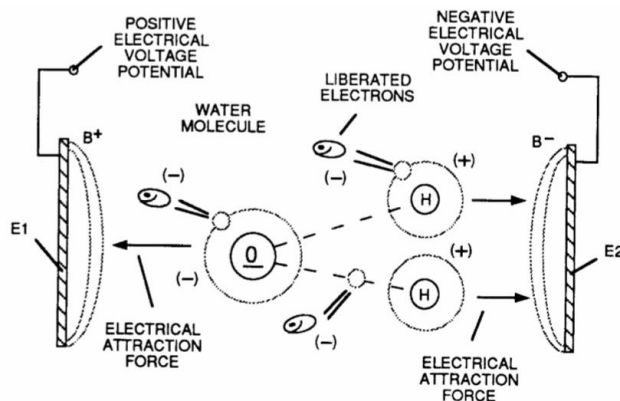 POSITIVE
ELECTRICAL
VOLTAGE
POTENTIAL
NEGATIVE
ELECTRICAL
VOLTAGE
POTENTIAL
WATER
MOLECULE
LIBERATED
ELECTRONS
B+
B−
(-)
(-)
(+)
H
E1
(-)
O
(+)
E2
H
(-)
ELECTRICAL
ATTRACTION
FORCE
ELECTRICAL
ATTRACTION
FORCE